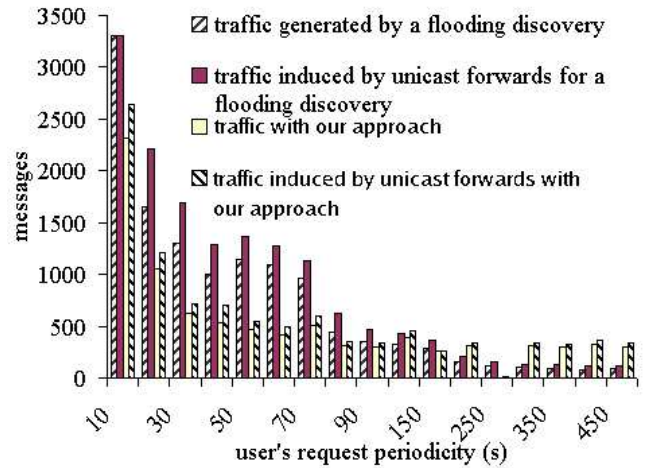 3500
3000
2500
2000
1500
1000
500
0
messages
traffic generated by a flooding discovery
traffic induced by unicast forwards for a
flooding discovery
traffic with our approach
traffic induced by unicast forwards with
our approach
10
30
50
70
90
150
250
350
450
user's request periodicity (s)